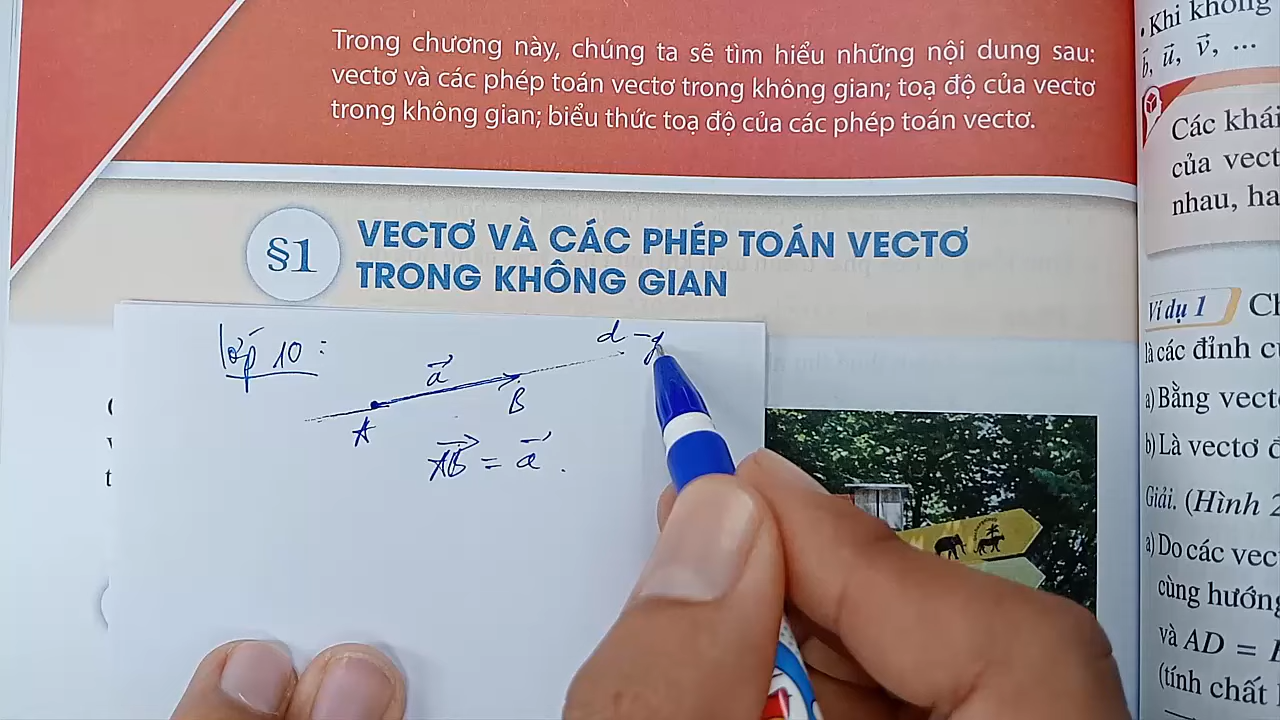 Trong chương này, chúng ta sẽ tìm hiểu những nội dung sau:
vectơ và các phép toán vectơ trong không gian; toạ độ của vectơ
trong không gian; biểu thức toạ độ của các phép toán vectơ.
§1
VECTƠ VÀ CÁC PHÉP TOÁN VECTƠ
TRONG KHÔNG GIAN
lớp 10 :
d
a⃗
A
B
AB⃗ = a⃗ .
• Khi không
b⃗, u⃗, v⃗, ...
Các khái
của vect
nhau, ha
Ví dụ 1
là các đỉnh c
a) Bằng vect
b) Là vectơ đ
Giải. (Hình 2
a) Do các vec
cùng hướng
và AD =
(tính chất